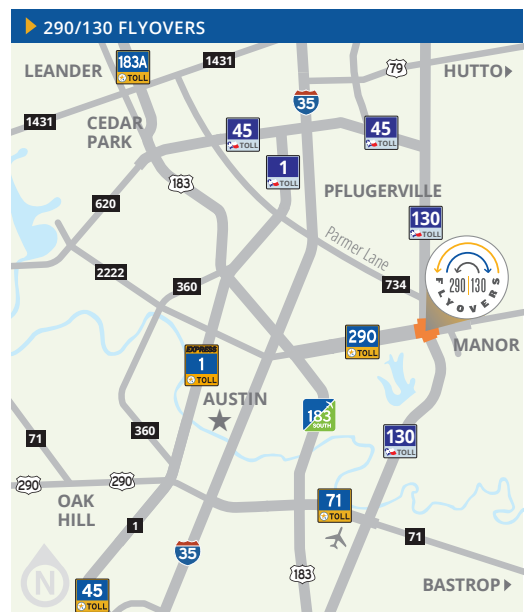 290/130 FLYOVERS
183A
TOLL
1431
LEANDER
79
HUTTO
35
1431
CEDAR
PARK
45
TOLL
45
TOLL
1
TOLL
183
PFLUGERVILLE
620
130
TOLL
Parmer Lane
2222
360
734
290 130
FLYOVERS
290
TOLL
MANOR
EXPRESS
1
TOLL
AUSTIN
183
SOUTH
360
71
130
TOLL
290
290
OAK
HILL
71
TOLL
1
71
35
183
N
45
TOLL
BASTROP